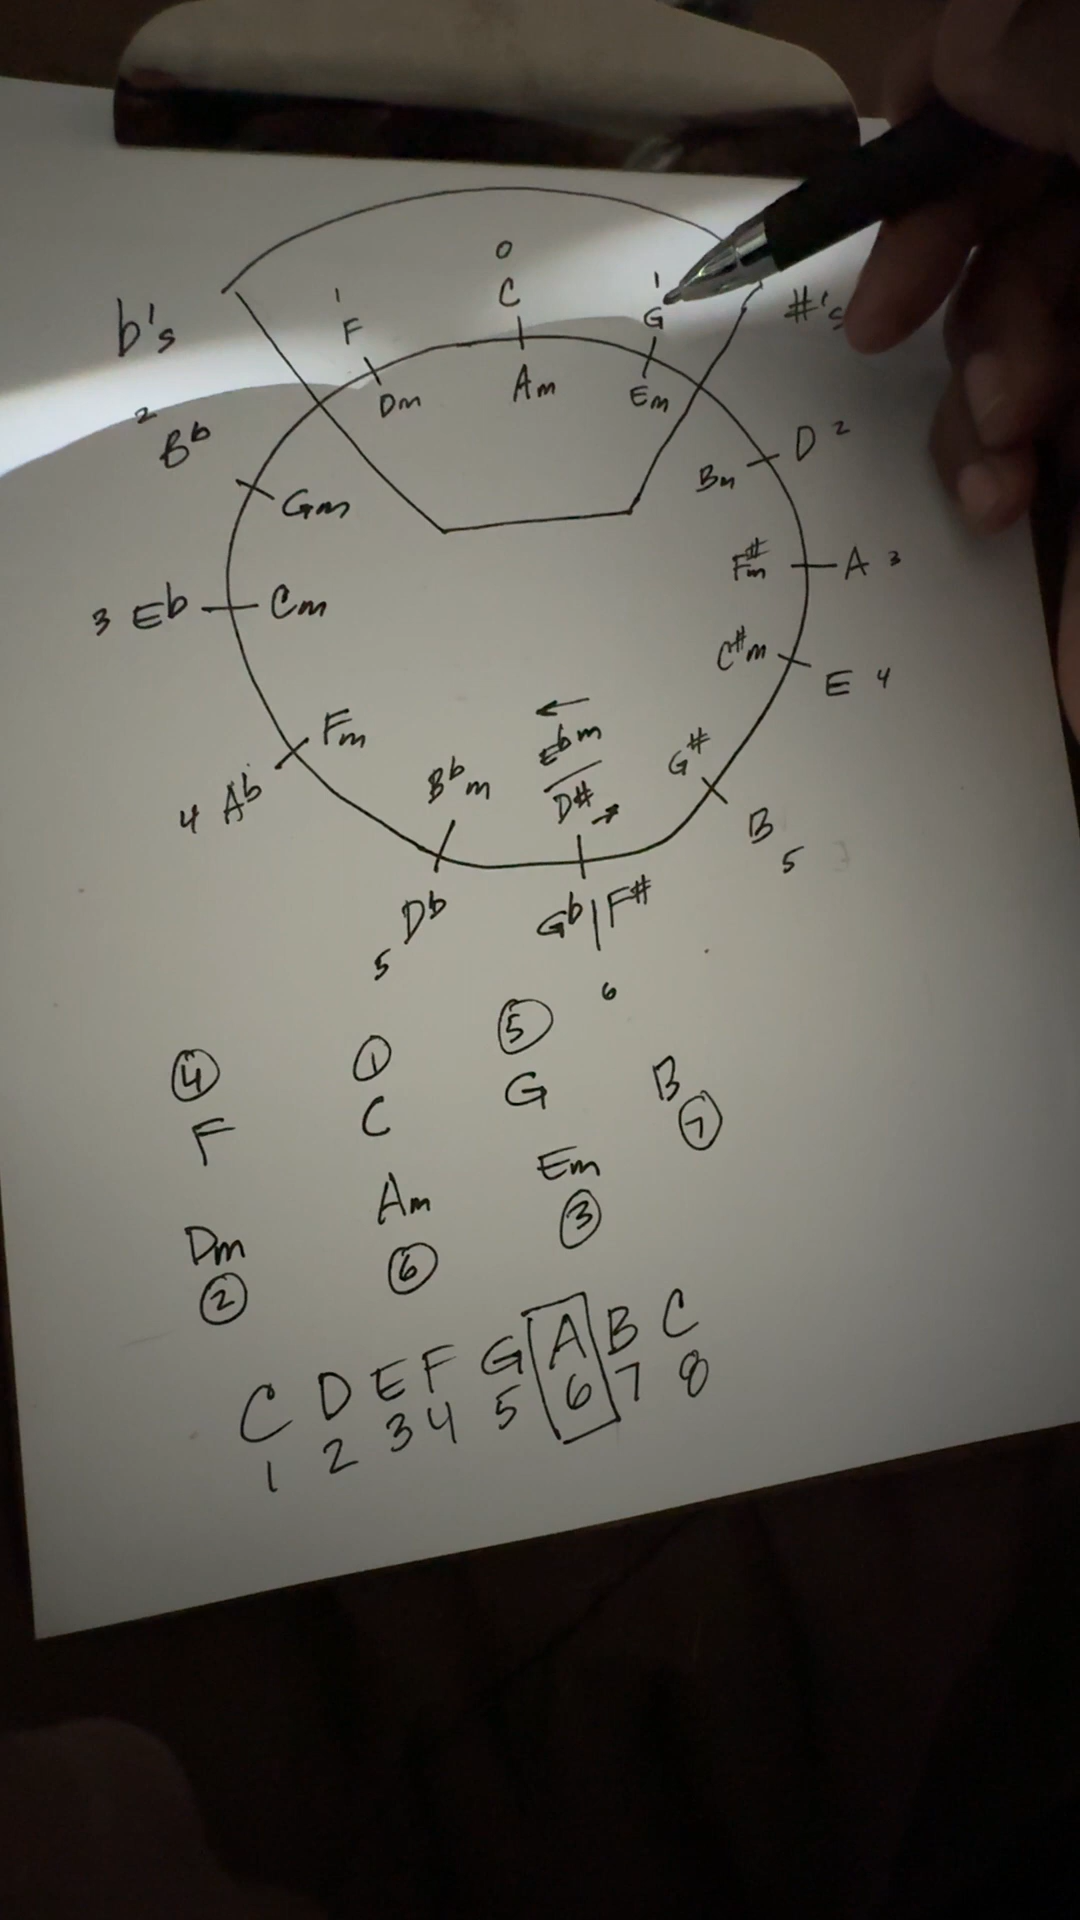 0
1 C 1
F G
b's #'s
Dm Am Em
2 Bb D 2
Gm Bm
3 Eb Cm F#m A 3
C#m E 4
Fm Ebm G#
4 Ab Bbm D#
B 5
Db Gb|F#
5 6
4 1 5
F C G B
7
Dm Am Em
2 6 3
C D E F G A B C
1 2 3 4 5 6 7 8